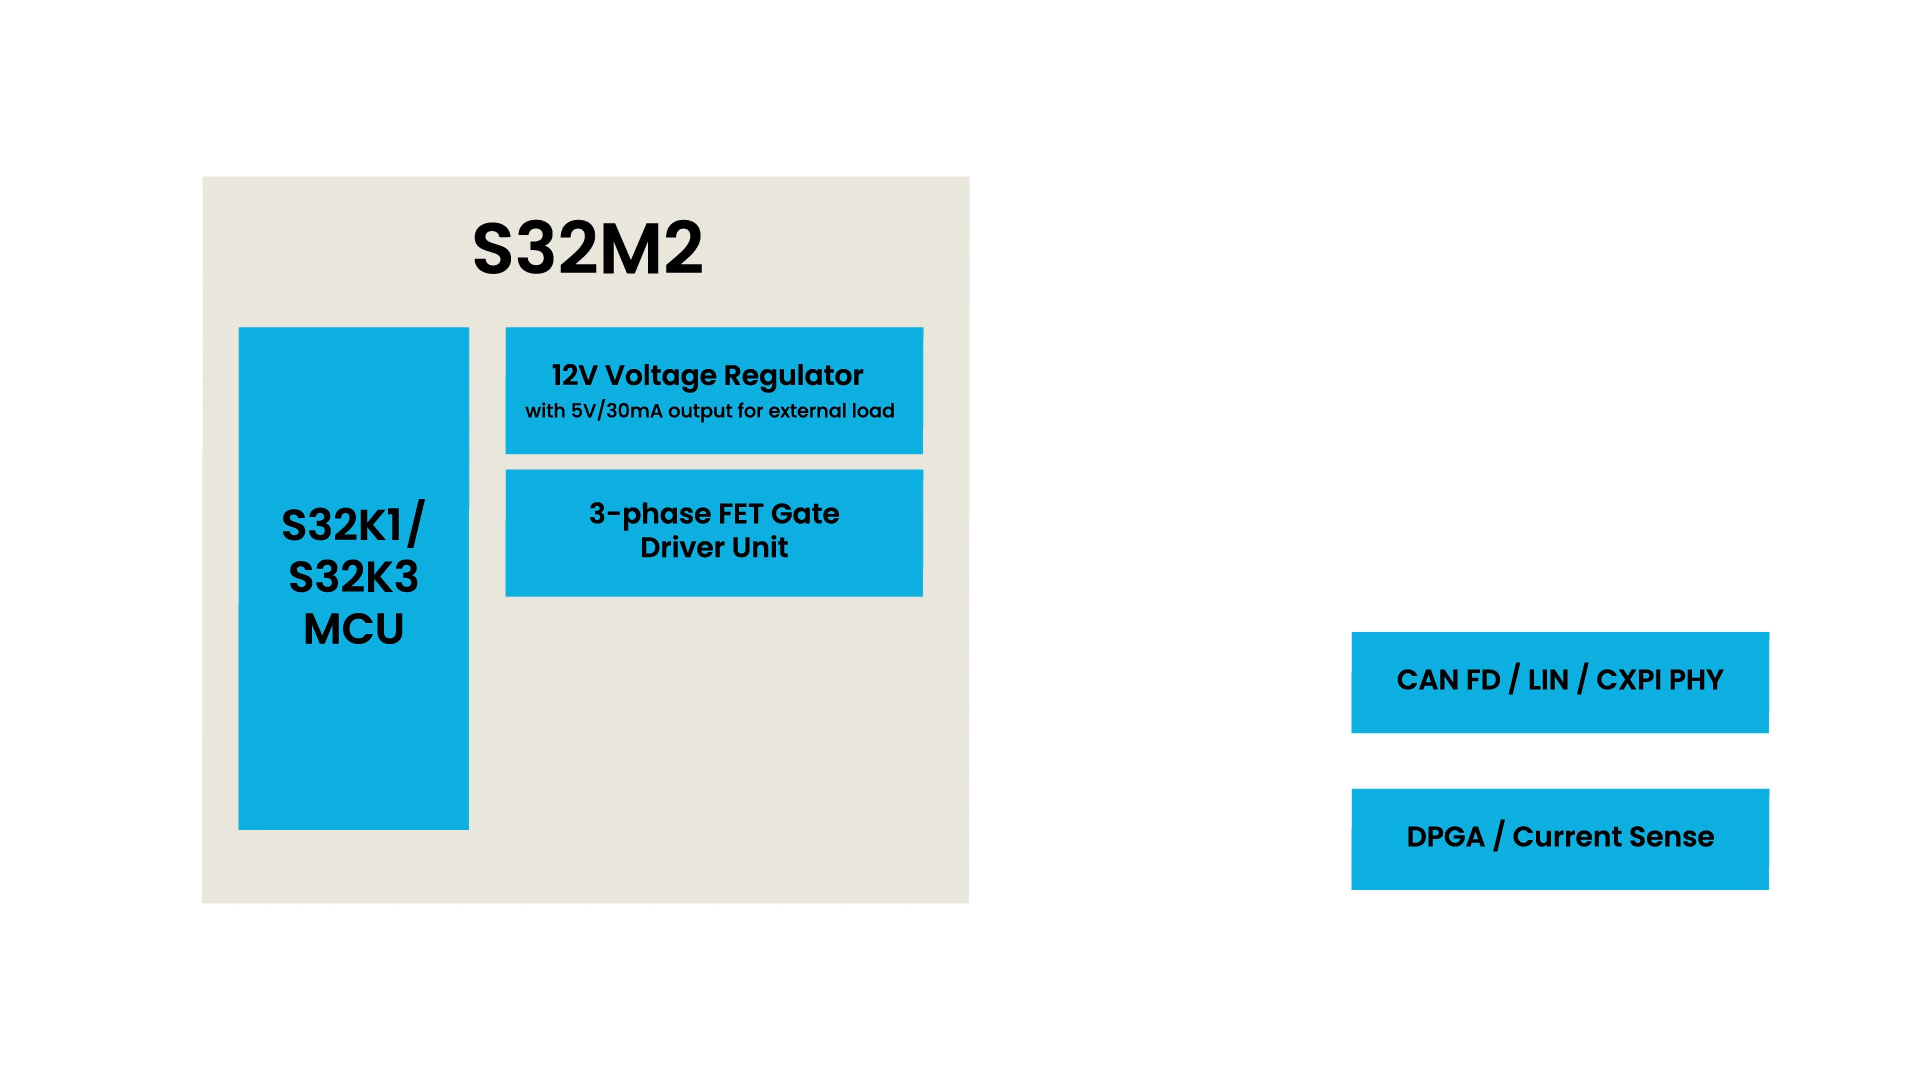 S32M2
S32K1/
S32K3
MCU
12V Voltage Regulator
with 5V/30mA output for external load
3-phase FET Gate
Driver Unit
CAN FD / LIN / CXPI PHY
DPGA / Current Sense